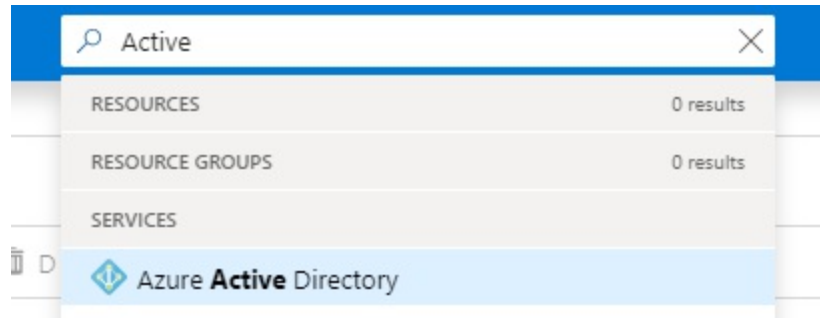 Active
RESOURCES 0 results
RESOURCE GROUPS 0 results
SERVICES
D
Azure Active Directory